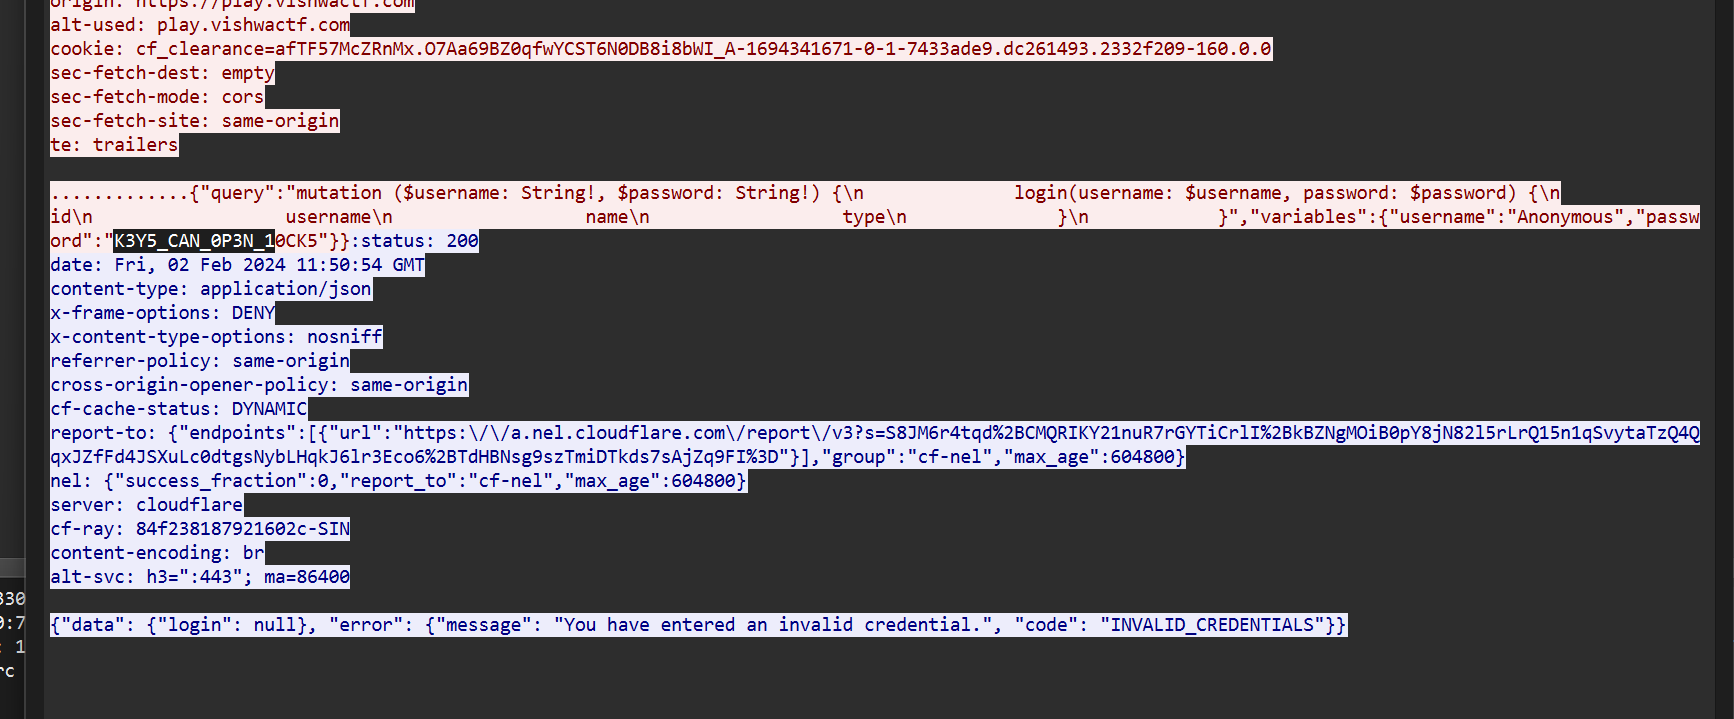 origin: https://play.vishwactf.com
alt-used: play.vishwactf.com
cookie: cf_clearance=afTF57McZRnMx.O7Aa69BZ0qfwYCST6N0DB8i8bWI_A-1694341671-0-1-7433ade9.dc261493.2332f209-160.0.0
sec-fetch-dest: empty
sec-fetch-mode: cors
sec-fetch-site: same-origin
te: trailers
.............{"query":"mutation ($username: String!, $password: String!) {\n              login(username: $username, password: $password) {\n
id\n                  username\n                  name\n                  type\n              }\n            }","variables":{"username":"Anonymous","passw
ord":"K3Y5_CAN_0P3N_10CK5"}}:status: 200
date: Fri, 02 Feb 2024 11:50:54 GMT
content-type: application/json
x-frame-options: DENY
x-content-type-options: nosniff
referrer-policy: same-origin
cross-origin-opener-policy: same-origin
cf-cache-status: DYNAMIC
report-to: {"endpoints":[{"url":"https:\/\/a.nel.cloudflare.com\/report\/v3?s=S8JM6r4tqd%2BCMQRIKY21nuR7rGYTiCrlI%2BkBZNgMOiB0pY8jN82l5rLrQ15n1qSvytaTzQ4Q
qxJZfFd4JSXuLc0dtgsNybLHqkJ6lr3Eco6%2BTdHBNsg9szTmiDTkds7sAjZq9FI%3D"}],"group":"cf-nel","max_age":604800}
nel: {"success_fraction":0,"report_to":"cf-nel","max_age":604800}
server: cloudflare
cf-ray: 84f238187921602c-SIN
content-encoding: br
alt-svc: h3=":443"; ma=86400
330
0:7
: 1
rc
{"data": {"login": null}, "error": {"message": "You have entered an invalid credential.", "code": "INVALID_CREDENTIALS"}}